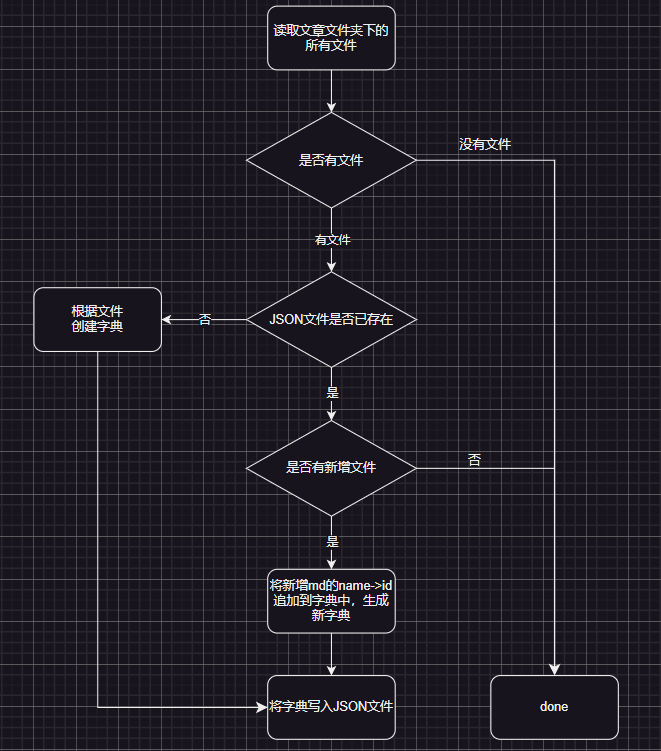 读取文章文件夹下的
所有文件
是否有文件
没有文件
有文件
根据文件
创建字典
否
JSON文件是否已存在
是
是否有新增文件
否
是
将新增md的name->id
追加到字典中，生成
新字典
将字典写入JSON文件
done